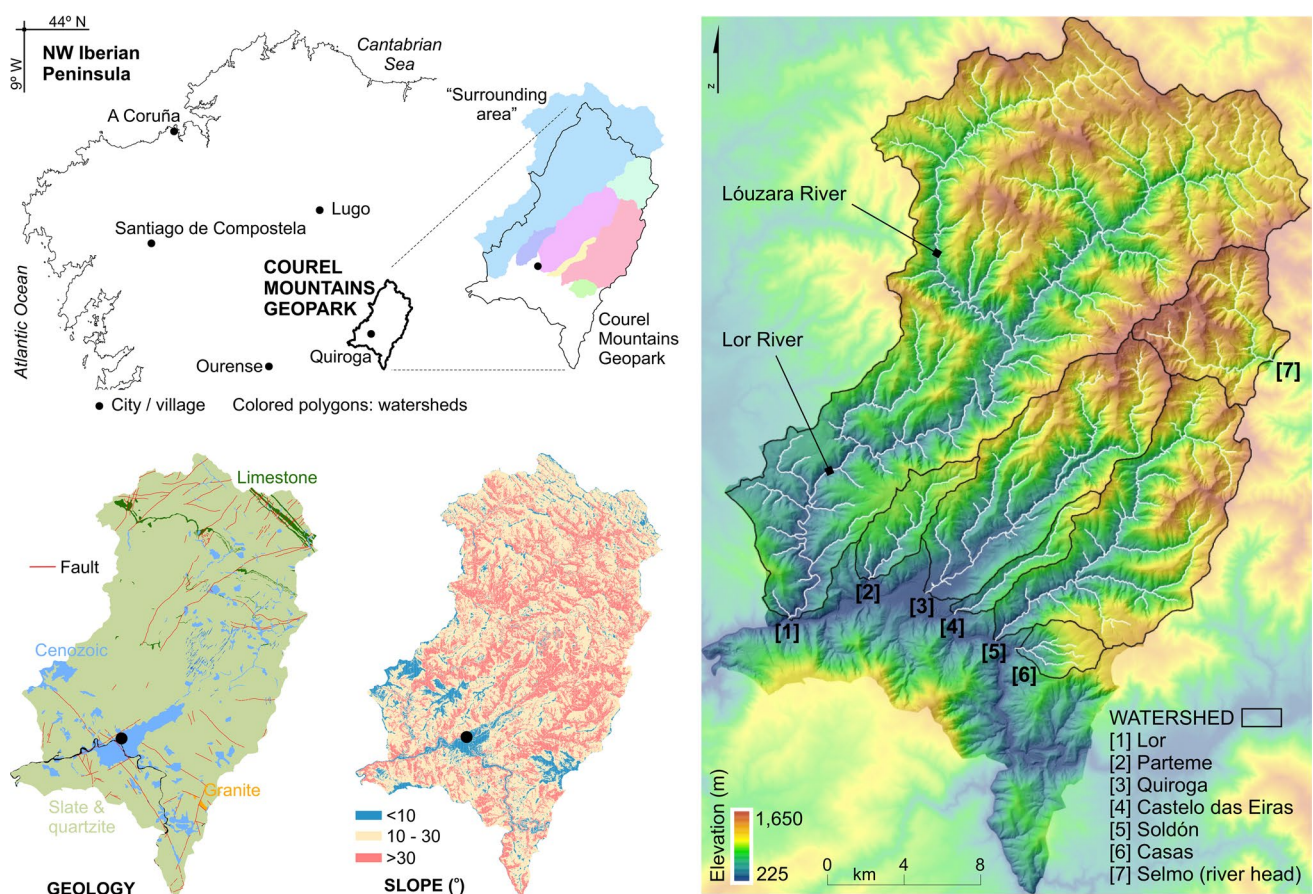 44º N
9º W
NW Iberian
Peninsula
Cantabrian
Sea
A Coruña
"Surrounding
area"
Lugo
Santiago de Compostela
COUREL
MOUNTAINS
GEOPARK
Atlantic Ocean
Quiroga
Ourense
Courel
Mountains
Geopark
City / village Colored polygons: watersheds
Limestone
Fault
Cenozoic
Slate &
quartzite
Granite
GEOLOGY
<10
10 - 30
>30
SLOPE (º)
z
Lóuzara River
Lor River
[7]
[2]
[3]
[4]
[1]
[5]
[6]
WATERSHED
[1] Lor
[2] Parteme
[3] Quiroga
[4] Castelo das Eiras
[5] Soldón
[6] Casas
[7] Selmo (river head)
Elevation (m)
1,650
225
0 4 8
km